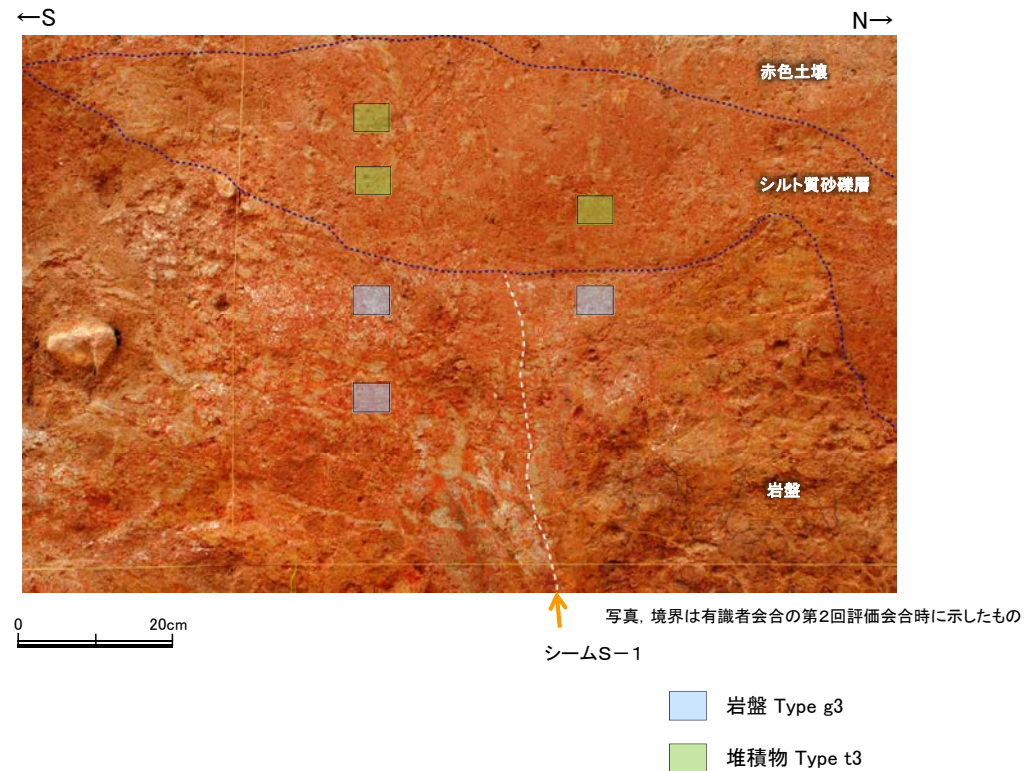 ←S
N→
赤色土壌
シルト質砂礫層
岩盤
0
20cm
写真, 境界は有識者会合の第2回評価会合時に示したもの
シームS-1
岩盤 Type g3
堆積物 Type t3